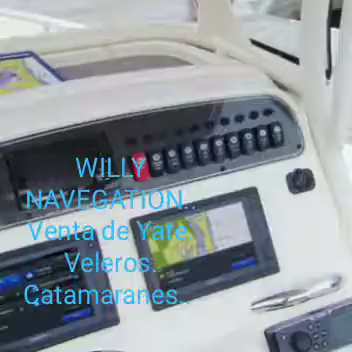 WILLY
NAVEGATION..
Venta de Yate
Veleros..
Catamaranes..